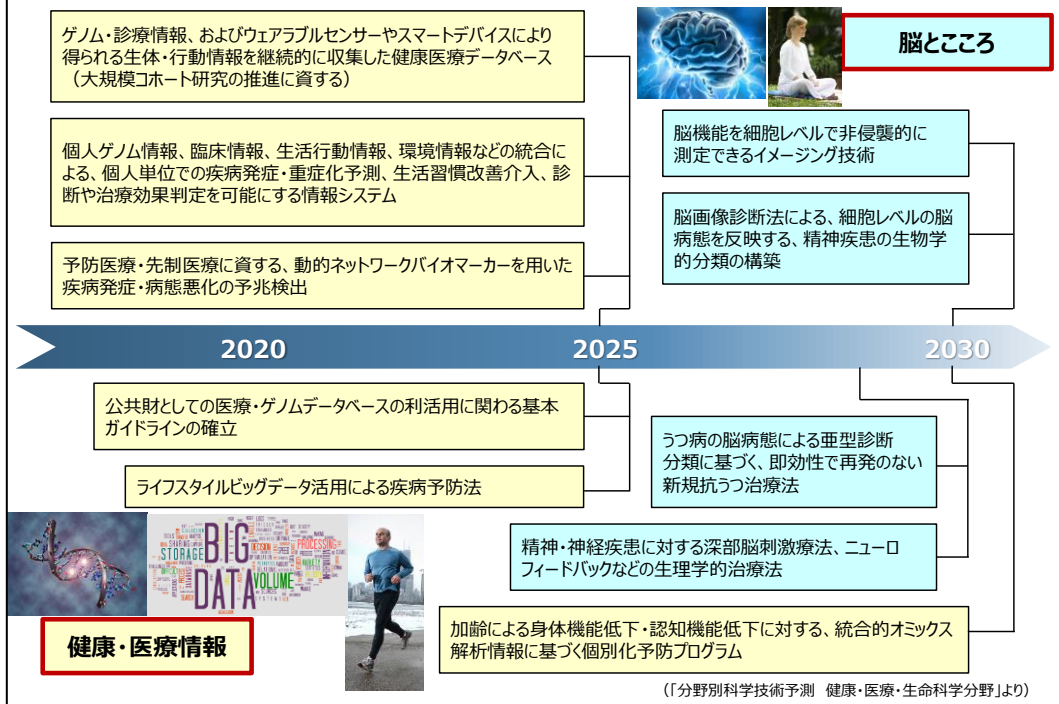 ゲノム・診療情報、およびウェアラブルセンサーやスマートデバイスにより
得られる生体・行動情報を継続的に収集した健康医療データベース
（大規模コホート研究の推進に資する）
脳とこころ
個人ゲノム情報、臨床情報、生活行動情報、環境情報などの統合に
よる、個人単位での疾病発症・重症化予測、生活習慣改善介入、診
断や治療効果判定を可能にする情報システム
脳機能を細胞レベルで非侵襲的に
測定できるイメージング技術
脳画像診断法による、細胞レベルの脳
病態を反映する、精神疾患の生物学
的分類の構築
予防医療・先制医療に資する、動的ネットワークバイオマーカーを用いた
疾病発症・病態悪化の予兆検出
2020
2025
2030
公共財としての医療・ゲノムデータベースの利活用に関わる基本
ガイドラインの確立
うつ病の脳病態による亜型診断
分類に基づく、即効性で再発のない
新規抗うつ治療法
ライフスタイルビッグデータ活用による疾病予防法
SHARING
STORAGE
BIG
DATA
VOLUME
DECISION
PROCESSING
精神・神経疾患に対する深部脳刺激療法、ニューロ
フィードバックなどの生理学的治療法
健康・医療情報
加齢による身体機能低下・認知機能低下に対する、統合的オミックス
解析情報に基づく個別化予防プログラム
（「分野別科学技術予測 健康・医療・生命科学分野」より）